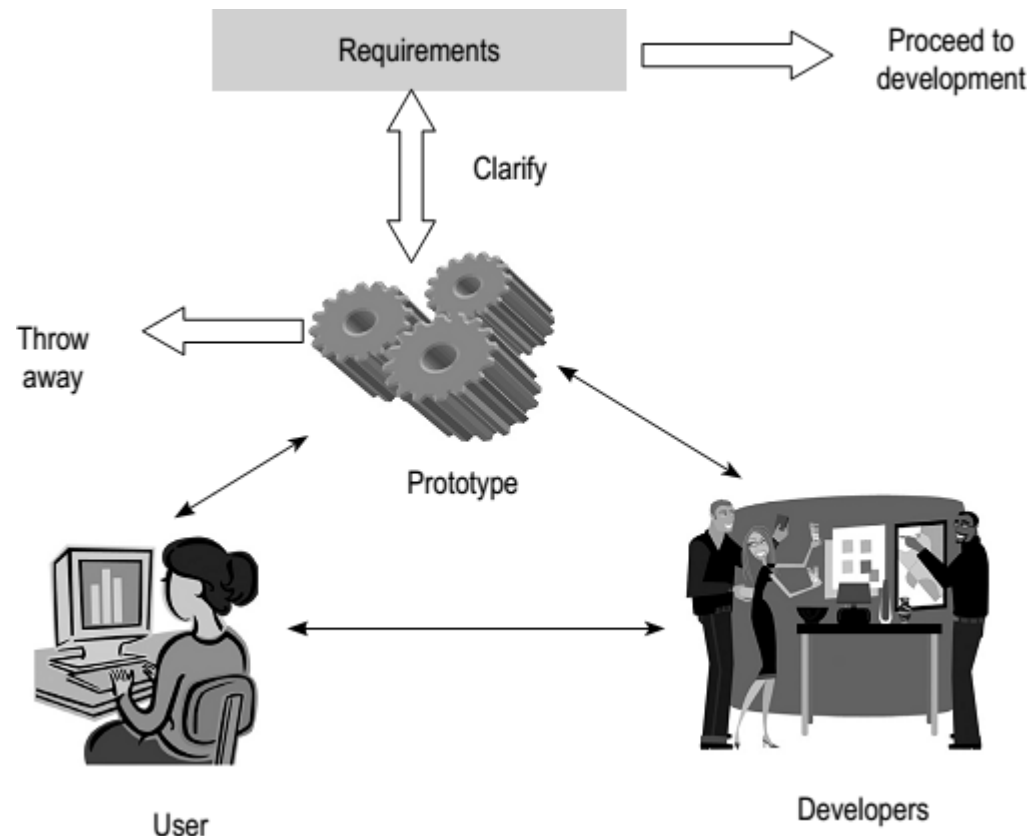 Requirements
Proceed to
development
Clarify
Throw
away
Prototype
User
Developers